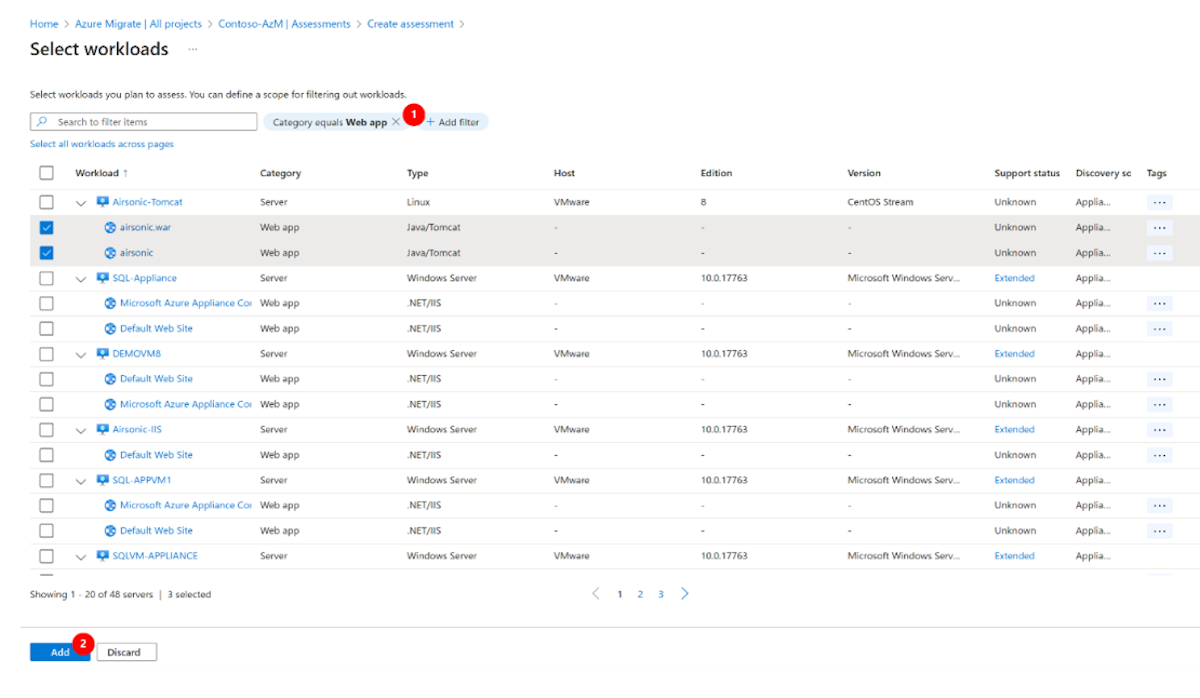 Home > Azure Migrate | All projects > Contoso-AzM | Assessments > Create assessment >
Select workloads ...
Select workloads you plan to assess. You can define a scope for filtering out workloads.
Search to filter items Category equals Web app × 1 + Add filter
Select all workloads across pages
Workload ↑ Category Type Host Edition Version Support status Discovery sc Tags
Airsonic-Tomcat Server Linux VMware 8 CentOS Stream Unknown Applia... ...
airsonic.war Web app Java/Tomcat - - - Unknown Applia... ...
airsonic Web app Java/Tomcat - - - Unknown Applia... ...
SQL-Appliance Server Windows Server VMware 10.0.17763 Microsoft Windows Serv... Extended Applia...
Microsoft Azure Appliance Co Web app .NET/IIS - - - Unknown Applia... ...
Default Web Site Web app .NET/IIS - - - Unknown Applia... ...
DEMOVM8 Server Windows Server VMware 10.0.17763 Microsoft Windows Serv... Extended Applia...
Default Web Site Web app .NET/IIS - - - Unknown Applia... ...
Microsoft Azure Appliance Co Web app .NET/IIS - - - Unknown Applia... ...
Airsonic-IIS Server Windows Server VMware 10.0.17763 Microsoft Windows Serv... Extended Applia... ...
Default Web Site Web app .NET/IIS - - - Unknown Applia... ...
SQL-APPVM1 Server Windows Server VMware 10.0.17763 Microsoft Windows Serv... Extended Applia...
Microsoft Azure Appliance Co Web app .NET/IIS - - - Unknown Applia... ...
Default Web Site Web app .NET/IIS - - - Unknown Applia... ...
SQLVM-APPLIANCE Server Windows Server VMware 10.0.17763 Microsoft Windows Serv... Extended Applia...
Showing 1 - 20 of 48 servers | 3 selected < 1 2 3 >
Add 2 Discard